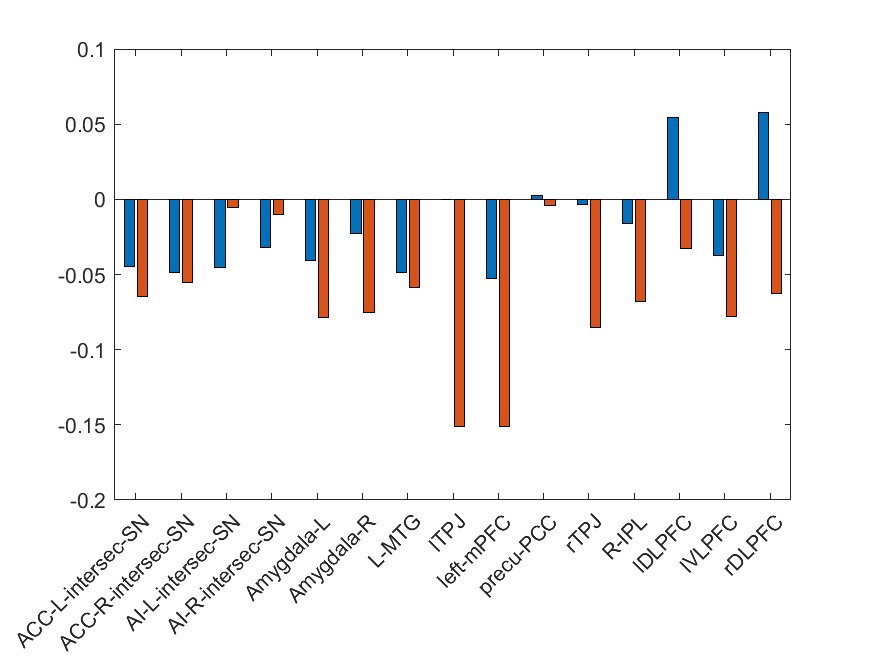 0.1
0.05
0
-0.05
-0.1
-0.15
-0.2
ACC-L-intersec-SN
ACC-R-intersec-SN
AI-L-intersec-SN
AI-R-intersec-SN
Amygdala-L
Amygdala-R
L-MTG
lTPJ
left-mPFC
precu-PCC
rTPJ
R-IPL
lDLPFC
lVLPFC
rDLPFC